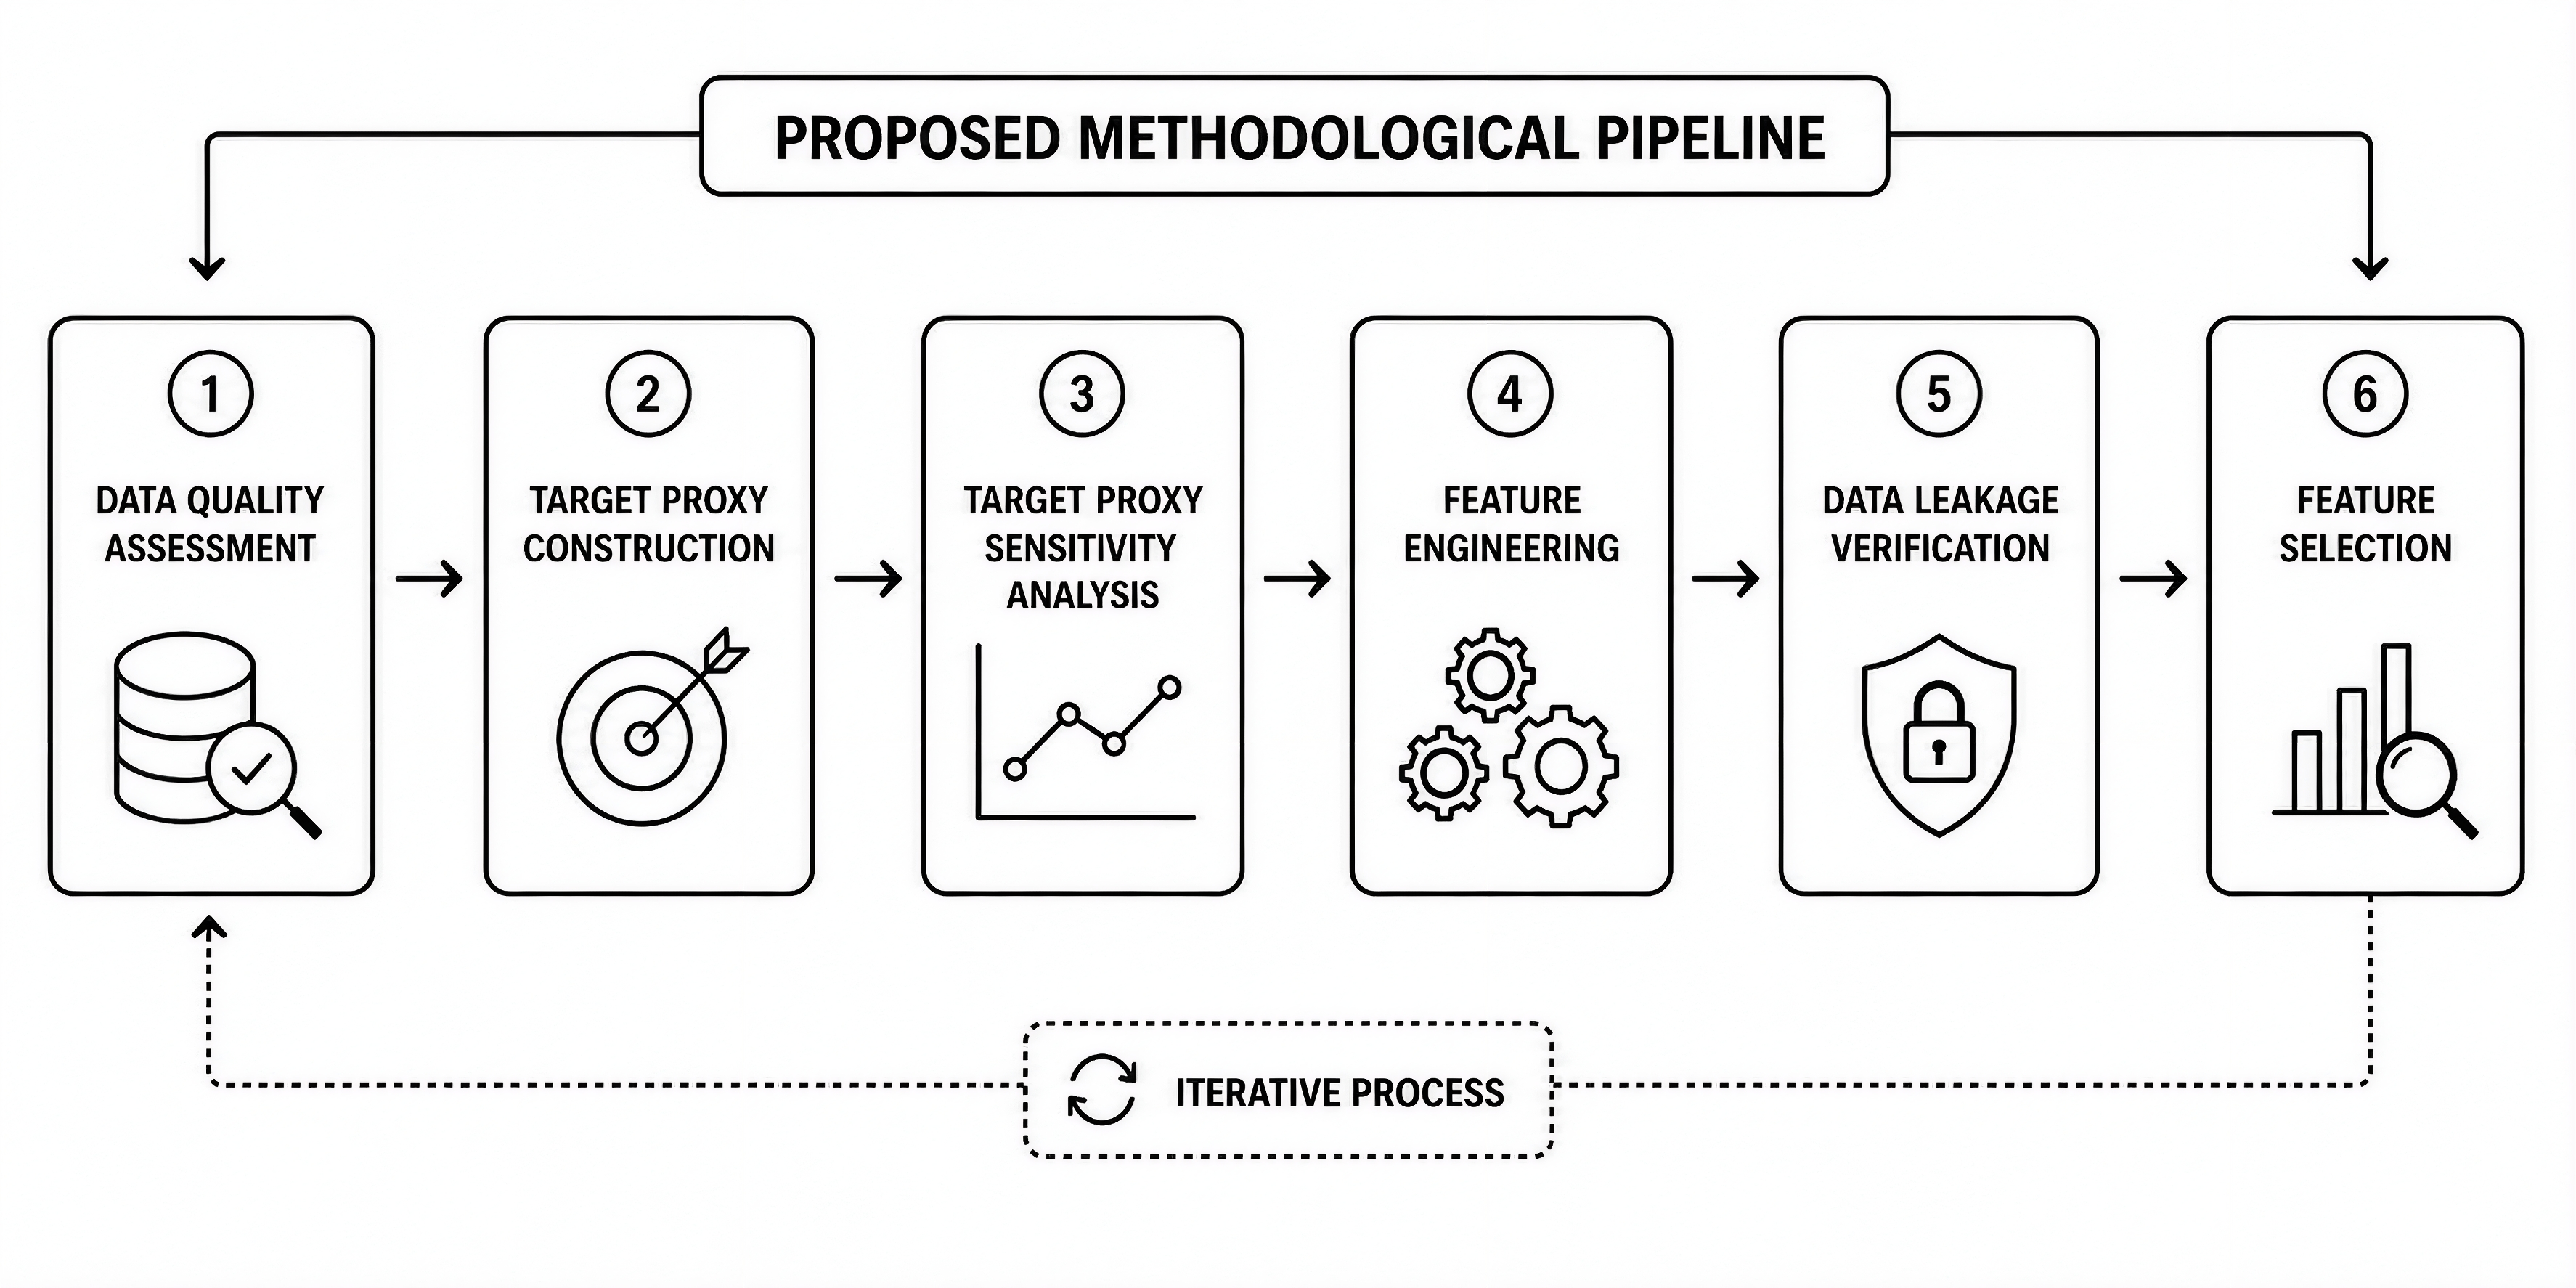 PROPOSED METHODOLOGICAL PIPELINE
1
DATA QUALITY
ASSESSMENT
2
TARGET PROXY
CONSTRUCTION
3
TARGET PROXY
SENSITIVITY
ANALYSIS
4
FEATURE
ENGINEERING
5
DATA LEAKAGE
VERIFICATION
6
FEATURE
SELECTION
ITERATIVE PROCESS